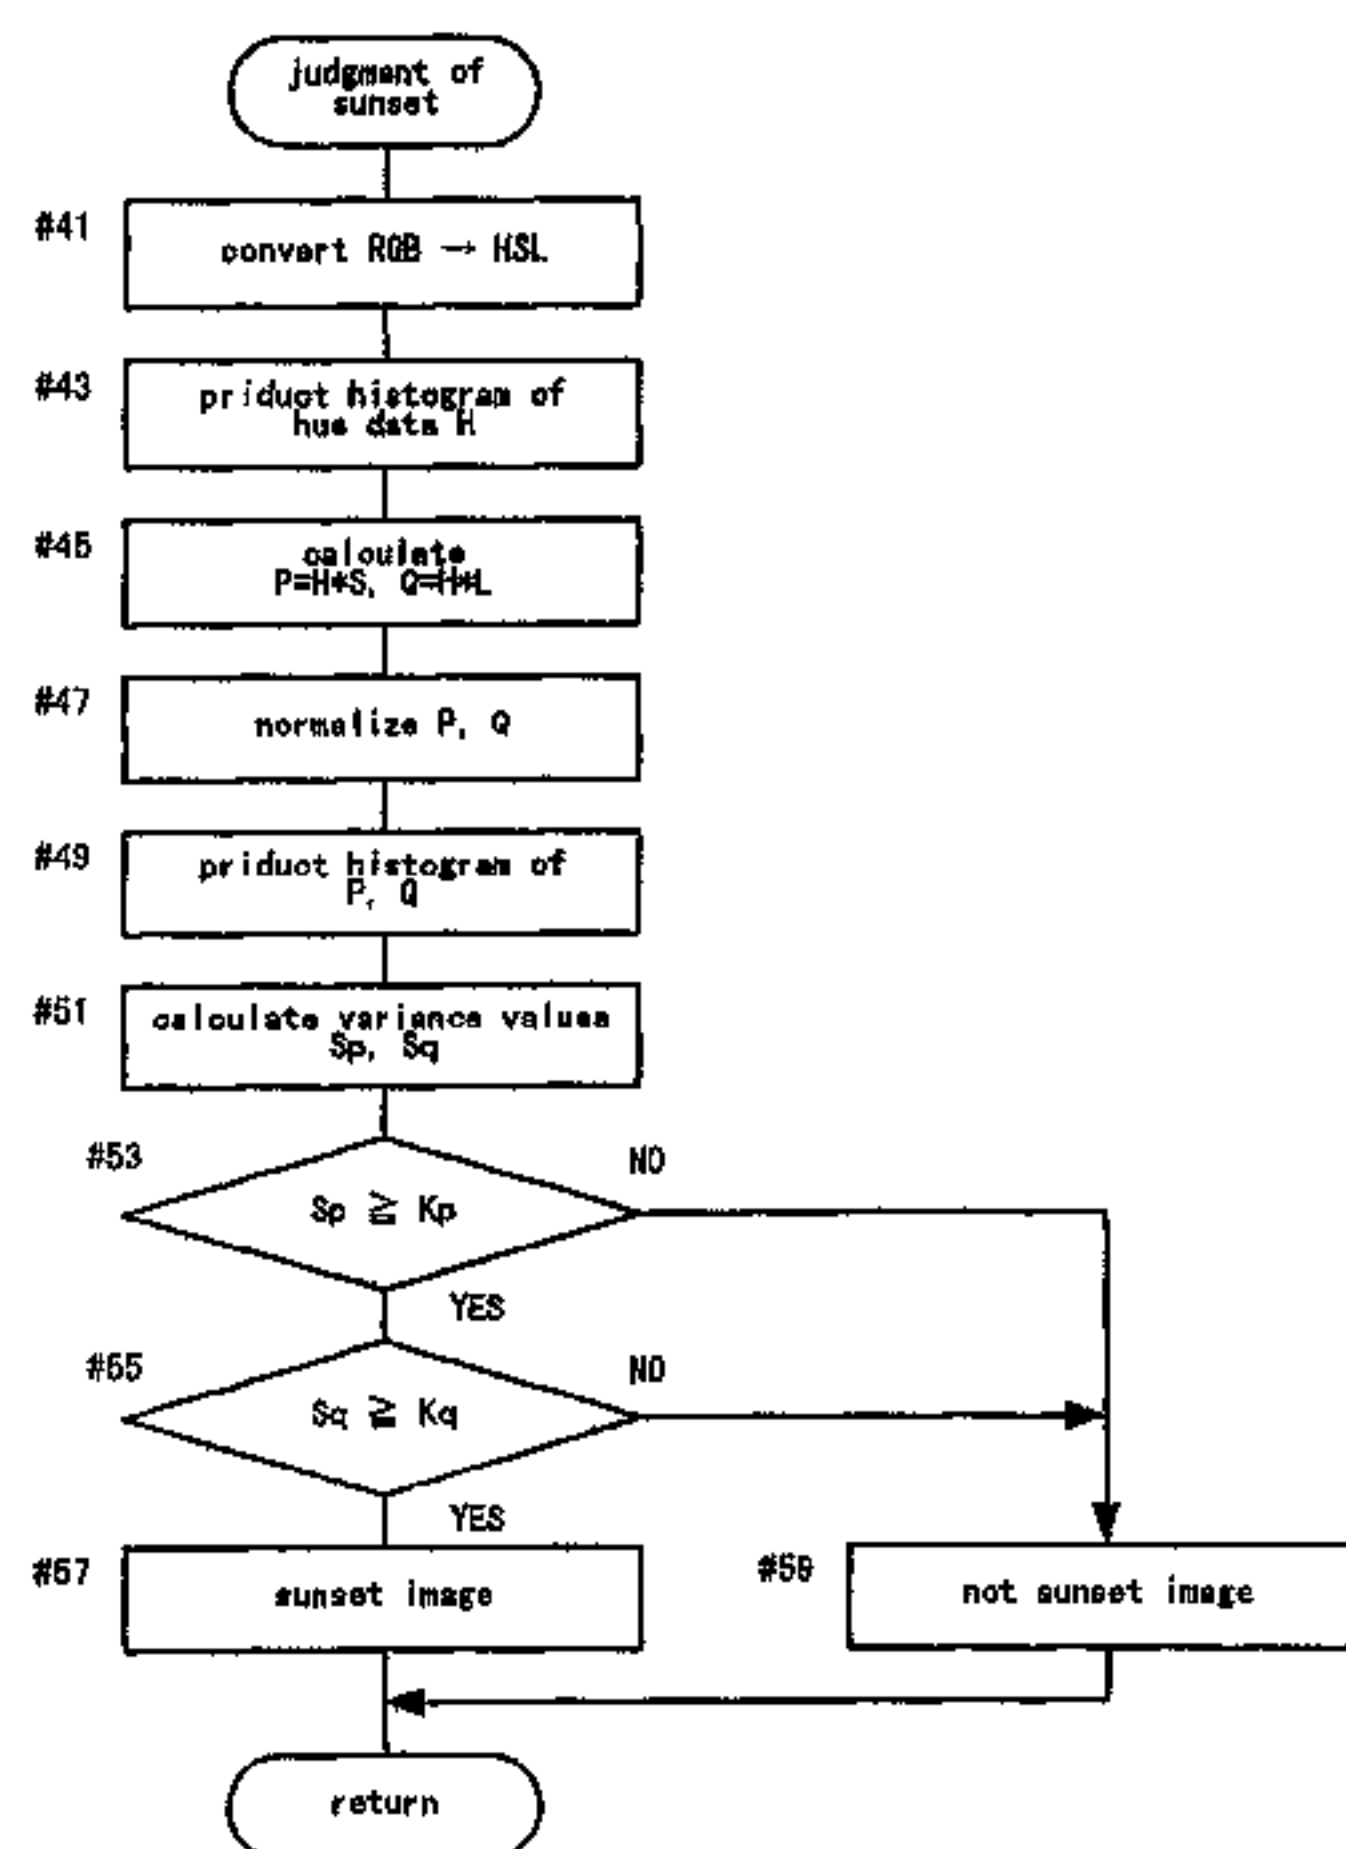 judgment of
sunset
#41
convert RGB → HSL
#43
priduct histogram of
hue data H
#45
calculate
P=H*S, Q=H*L
#47
normalize P, Q
#49
priduct histogram of
P, Q
#51
calculate variance values
Sp, Sq
#53
Sp ≧ Kp
NO
YES
#55
Sq ≧ Kq
NO
YES
#57
sunset image
#59
not sunset image
return